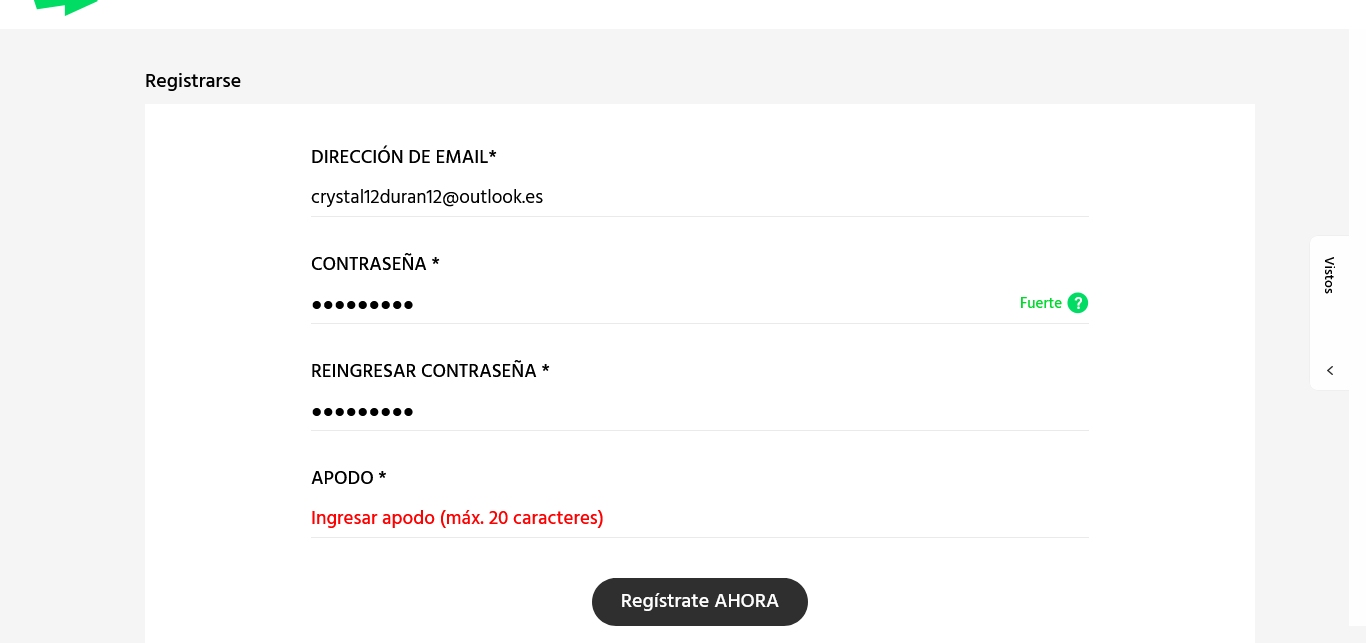 Registrarse
DIRECCIÓN DE EMAIL*
crystal12duran12@outlook.es
CONTRASEÑA *
●●●●●●●●●
Fuerte ?
REINGRESAR CONTRASEÑA *
●●●●●●●●●
APODO *
Ingresar apodo (máx. 20 caracteres)
Regístrate AHORA
Vistos